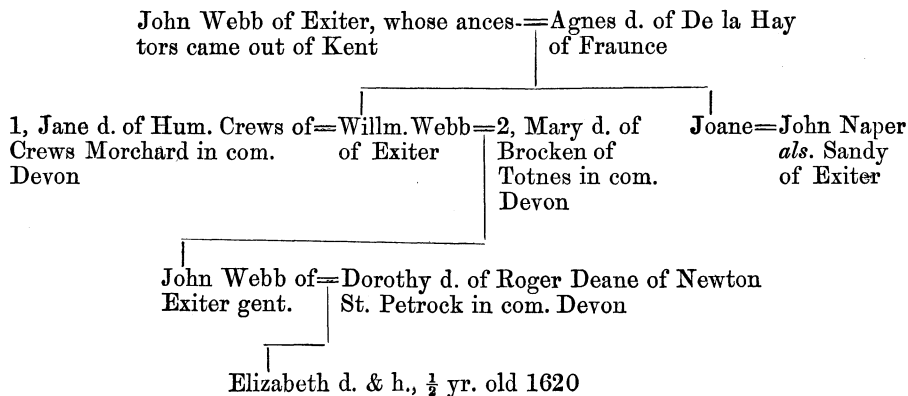 John Webb of Exiter, whose ances-=Agnes d. of De la Hay
tors came out of Kent of Fraunce
1, Jane d. of Hum. Crews of=Willm. Webb=2, Mary d. of Joane=John Naper
Crews Morchard in com. of Exiter Brocken of als. Sandy
Devon Totnes in com. of Exiter
Devon
John Webb of=Dorothy d. of Roger Deane of Newton
Exiter gent. St. Petrock in com. Devon
Elizabeth d. & h., ½ yr. old 1620